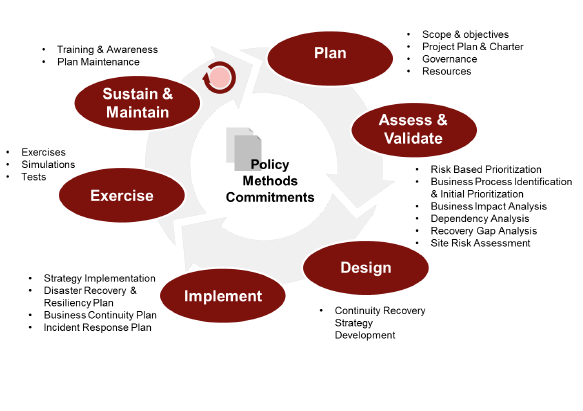 Plan
• Scope & objectives
• Project Plan & Charter
• Governance
• Resources
Assess &
Validate
• Risk Based Prioritization
• Business Process Identification
& Initial Prioritization
• Business Impact Analysis
• Dependency Analysis
• Recovery Gap Analysis
• Site Risk Assessment
Design
• Continuity Recovery
Strategy
Development
Implement
• Strategy Implementation
• Disaster Recovery &
Resiliency Plan
• Business Continuity Plan
• Incident Response Plan
Exercise
• Exercises
• Simulations
• Tests
Sustain &
Maintain
• Training & Awareness
• Plan Maintenance
Policy
Methods
Commitments